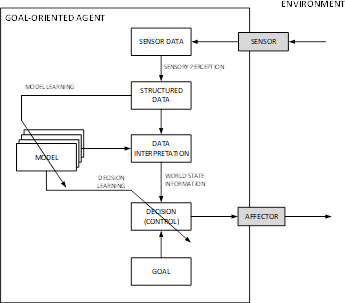 ENVIRONMENT
GOAL-ORIENTED AGENT
SENSOR DATA
SENSOR
SENSORY PERCEPTION
MODEL LEARNING
STRUCTURED
DATA
MODEL
DATA
INTERPRETATION
DECISION
LEARNING
WORLD STATE
INFORMATION
DECISION
(CONTROL)
AFFECTOR
GOAL